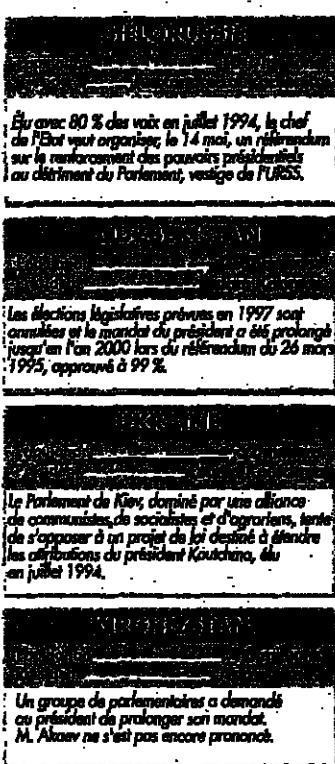 BIÉLORUSSIE
Élu avec 80 % des voix en juillet 1994, le chef
de l'Etat veut organiser, le 14 mai, un référendum
sur le renforcement des pouvoirs présidentiels
au détriment du Parlement, vestige de l'URSS.
Les élections législatives prévues en 1997 sont
annulées et le mandat du président a été prolongé
jusqu'en l'an 2000 lors du référendum du 26 mars
1995, approuvé à 99 %.
UKRAINE
Le Parlement de Kiev, dominé par une alliance
de communistes, de socialistes et d'agrariens, tente
de s'opposer à un projet de loi destiné à étendre
les attributions du président Koutchma, élu
en juillet 1994.
KIRGHIZSTAN
Un groupe de parlementaires a demandé
au président de prolonger son mandat.
M. Akaev ne s'est pas encore prononcé.